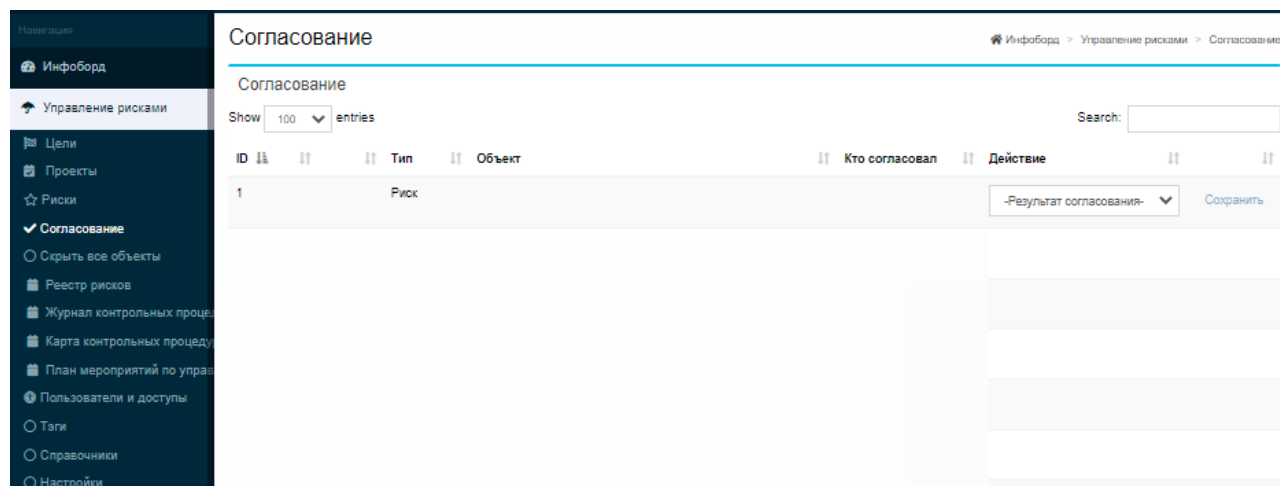 Навигация
Инфоборд
Управление рисками
Цели
Проекты
Риски
Согласование
Скрыть все объекты
Реестр рисков
Журнал контрольных процед
Карта контрольных процеду
План мероприятий по управ
Пользователи и доступы
Тэги
Справочники
Настройки
Согласование
Инфоборд > Управление рисками > Согласование
Согласование
Show 100 entries
Search:
ID Тип Объект Кто согласовал Действие
1 Риск -Результат согласования- Сохранить